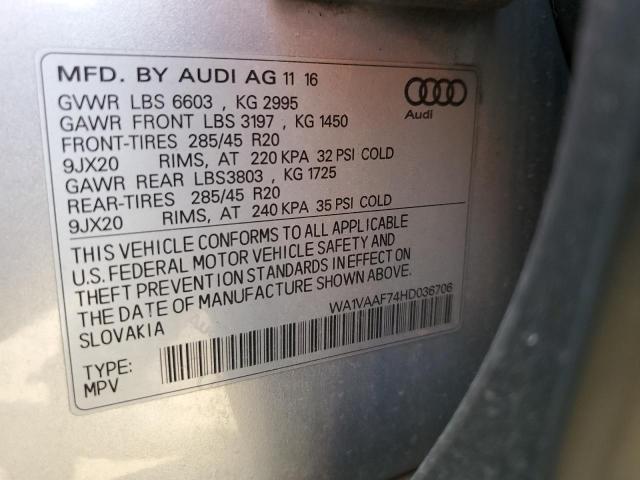 MFD. BY AUDI AG 11 16
Audi
GVWR LBS 6603 , KG 2995
GAWR FRONT LBS 3197 , KG 1450
FRONT-TIRES 285/45 R20
9JX20 RIMS, AT 220 KPA 32 PSI COLD
GAWR REAR LBS3803 , KG 1725
REAR-TIRES 285/45 R20
9JX20 RIMS, AT 240 KPA 35 PSI COLD
THIS VEHICLE CONFORMS TO ALL APPLICABLE
U.S. FEDERAL MOTOR VEHICLE SAFETY AND
THEFT PREVENTION STANDARDS IN EFFECT ON
THE DATE OF MANUFACTURE SHOWN ABOVE.
SLOVAKIA
WA1VAAF74HD036706
TYPE:
MPV